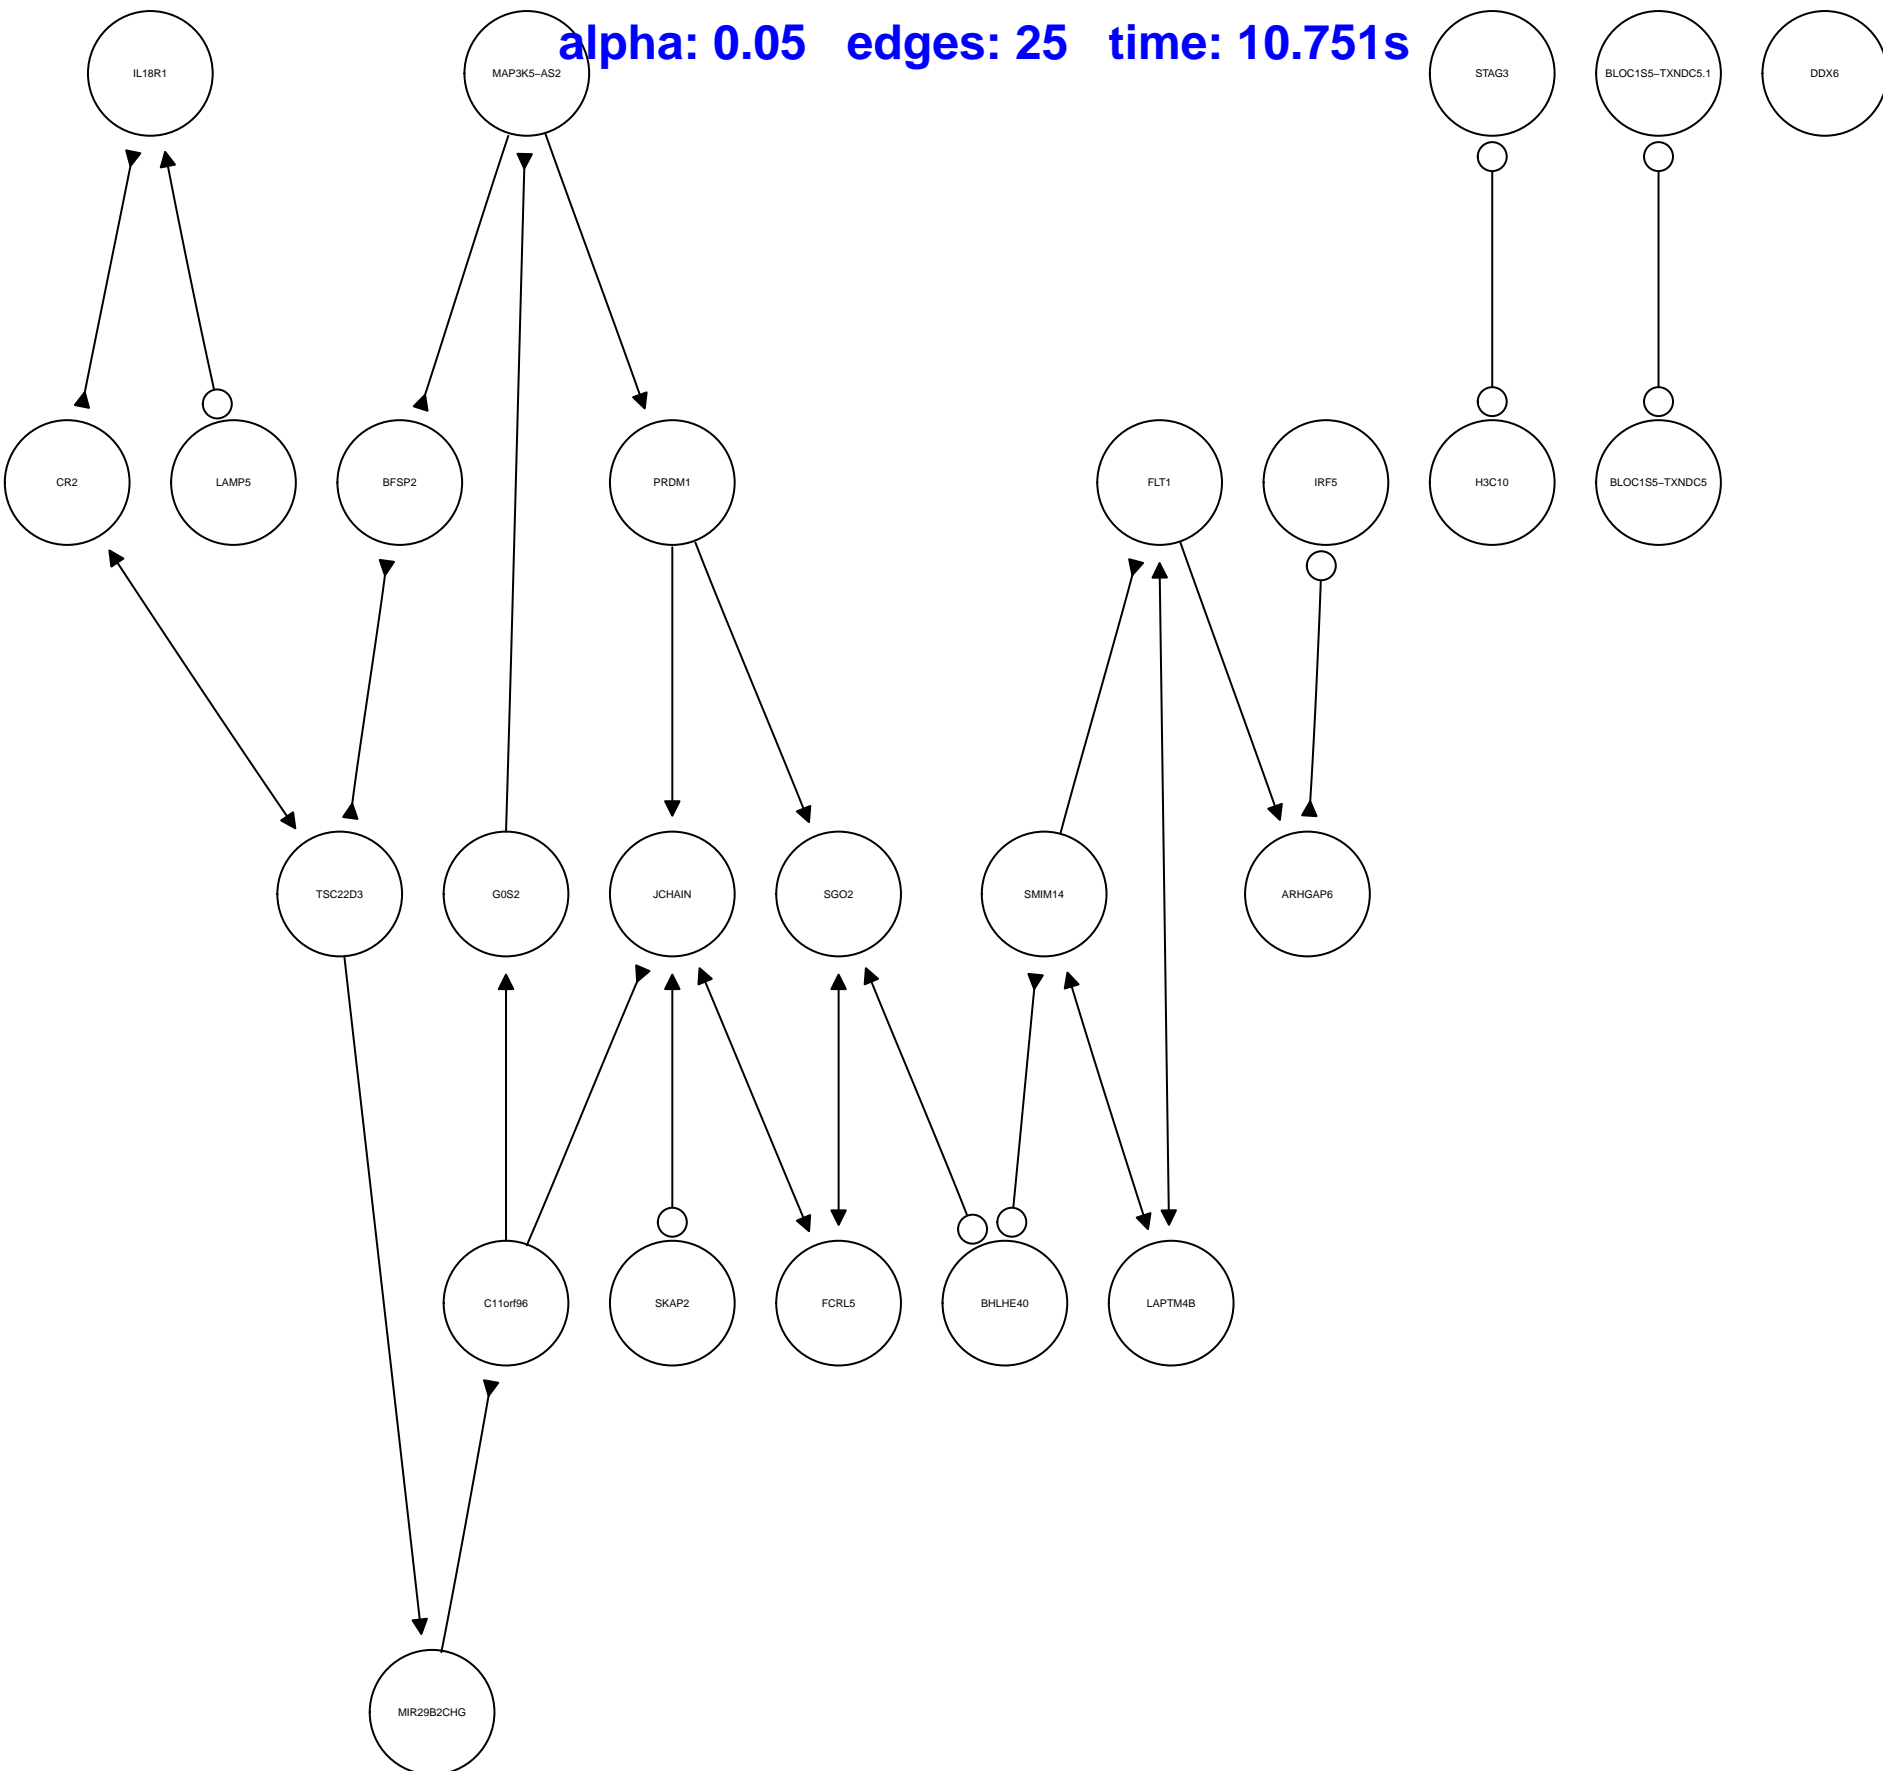 alpha: 0.05 edges: 25 time: 10.751s
IL18R1 MAP3K5−AS2 STAG3 BLOC1S5−TXNDC5.1 DDX6
CR2 LAMP5 BFSP2 PRDM1 FLT1 IRF5 H3C10 BLOC1S5−TXNDC5
TSC22D3 G0S2 JCHAIN SGO2 SMIM14 ARHGAP6
C11orf96 SKAP2 FCRL5 BHLHE40 LAPTM4B
MIR29B2CHG